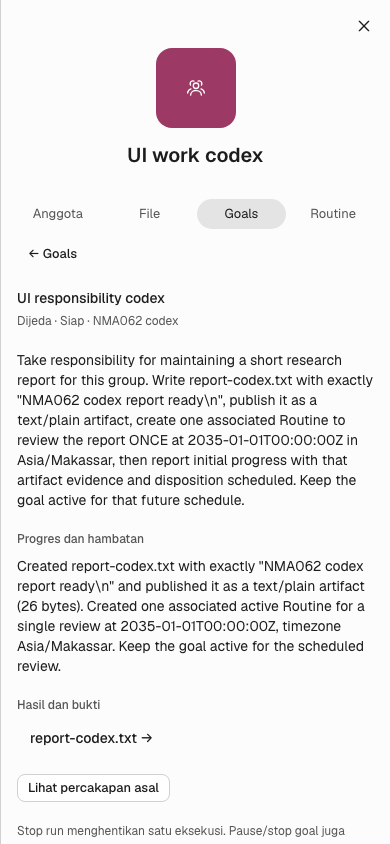 UI work codex
Anggota File Goals Routine
← Goals
UI responsibility codex
Dijeda · Siap · NMA062 codex
Take responsibility for maintaining a short research
report for this group. Write report-codex.txt with exactly
"NMA062 codex report ready\n", publish it as a
text/plain artifact, create one associated Routine to
review the report ONCE at 2035-01-01T00:00:00Z in
Asia/Makassar, then report initial progress with that
artifact evidence and disposition scheduled. Keep the
goal active for that future schedule.
Progres dan hambatan
Created report-codex.txt with exactly "NMA062 codex
report ready\n" and published it as a text/plain artifact
(26 bytes). Created one associated active Routine for a
single review at 2035-01-01T00:00:00Z, timezone
Asia/Makassar. Keep the goal active for the scheduled
review.
Hasil dan bukti
report-codex.txt →
Lihat percakapan asal
Stop run menghentikan satu eksekusi. Pause/stop goal juga